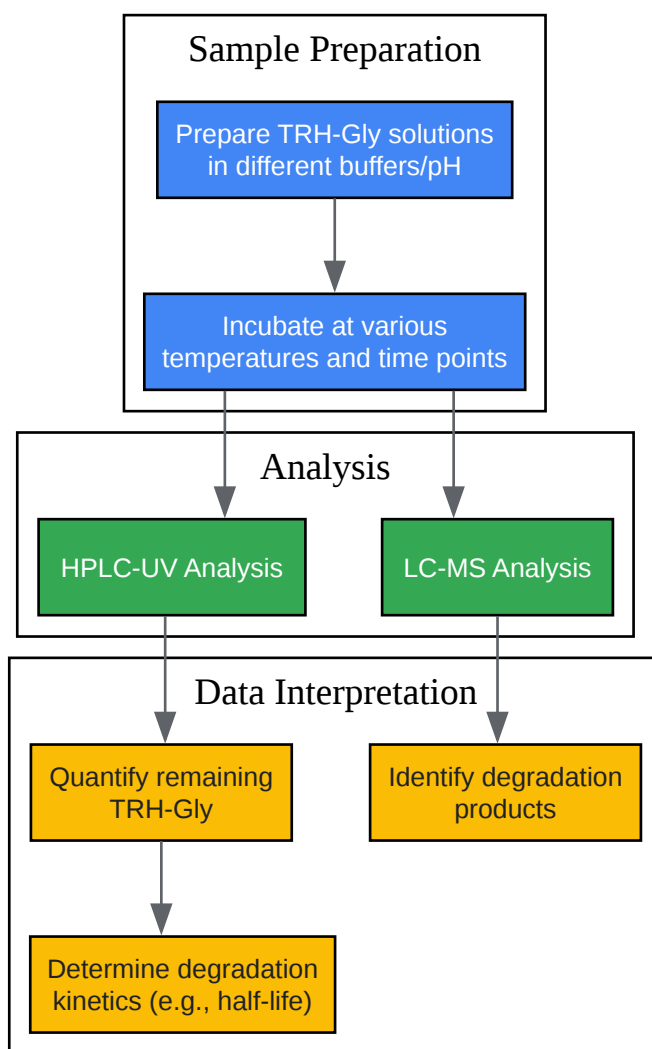 Sample Preparation
Prepare TRH-Gly solutions
in different buffers/pH
Incubate at various
temperatures and time points
Analysis
HPLC-UV Analysis
LC-MS Analysis
Data Interpretation
Quantify remaining
TRH-Gly
Identify degradation
products
Determine degradation
kinetics (e.g., half-life)